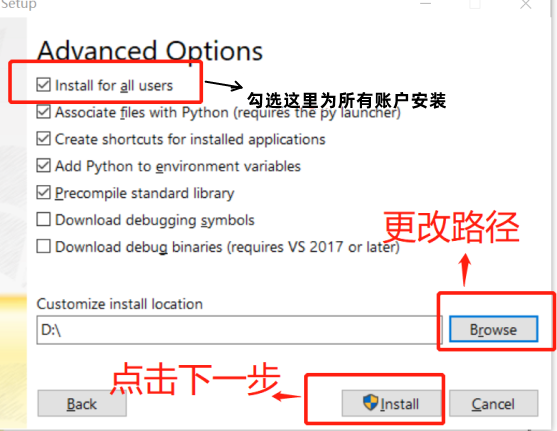 Setup
Advanced Options
Install for all users
勾选这里为所有账户安装
Associate files with Python (requires the py launcher)
Create shortcuts for installed applications
Add Python to environment variables
Precompile standard library
Download debugging symbols
Download debug binaries (requires VS 2017 or later)
更改路径
Customize install location
D:\
Browse
点击下一步
Back
Install
Cancel